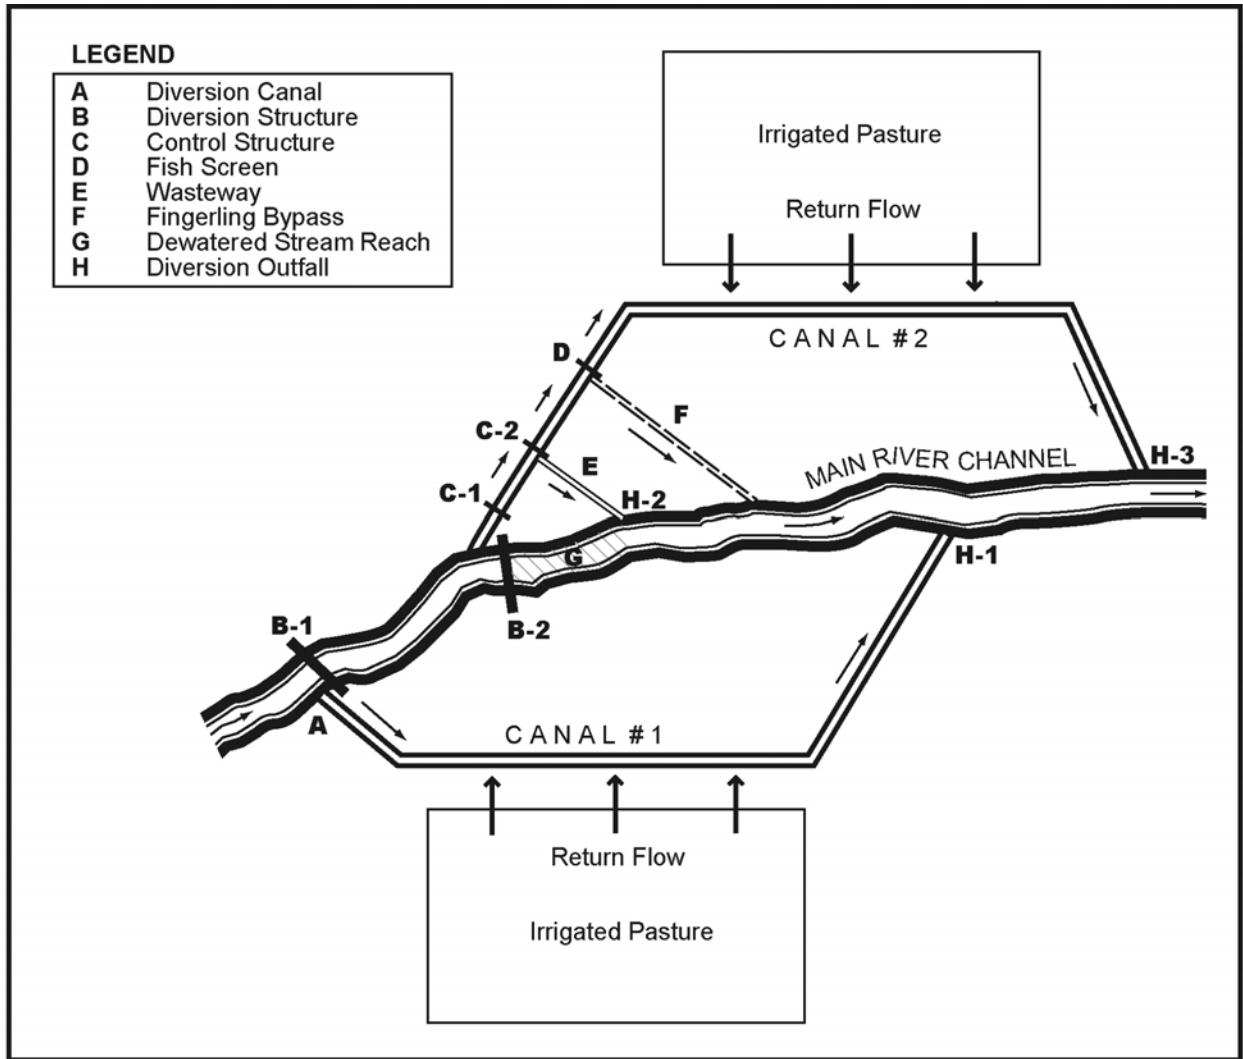 LEGEND
A Diversion Canal
B Diversion Structure
C Control Structure
D Fish Screen
E Wasteway
F Fingerling Bypass
G Dewatered Stream Reach
H Diversion Outfall
Irrigated Pasture
Return Flow
CANAL #2
D
F
C-2
E
MAIN RIVER CHANNEL
H-3
C-1
H-2
G
H-1
B-1
B-2
A
CANAL #1
Return Flow
Irrigated Pasture